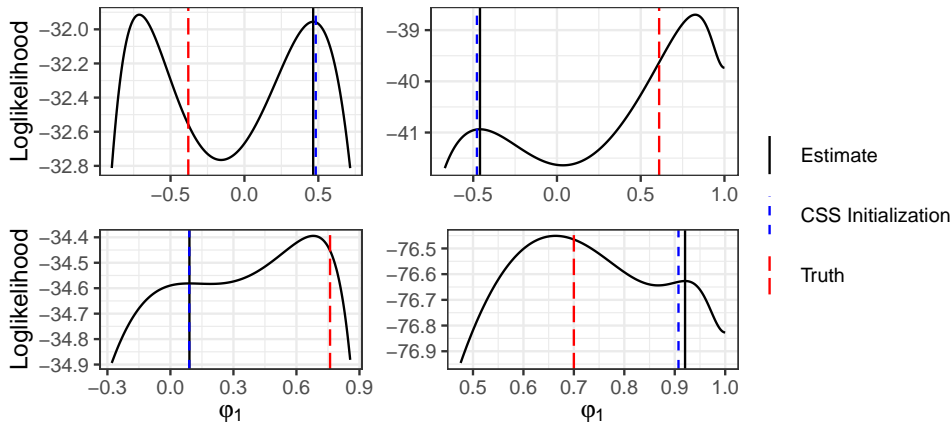 Loglikelihood
−32.0
−32.2
−32.4
−32.6
−32.8
−0.5 0.0 0.5
−39
−40
−41
−0.5 0.0 0.5 1.0
Loglikelihood
−34.4
−34.5
−34.6
−34.7
−34.8
−34.9
−0.3 0.0 0.3 0.6 0.9
φ1
−76.5
−76.6
−76.7
−76.8
−76.9
0.5 0.6 0.7 0.8 0.9 1.0
φ1
Estimate
CSS Initialization
Truth